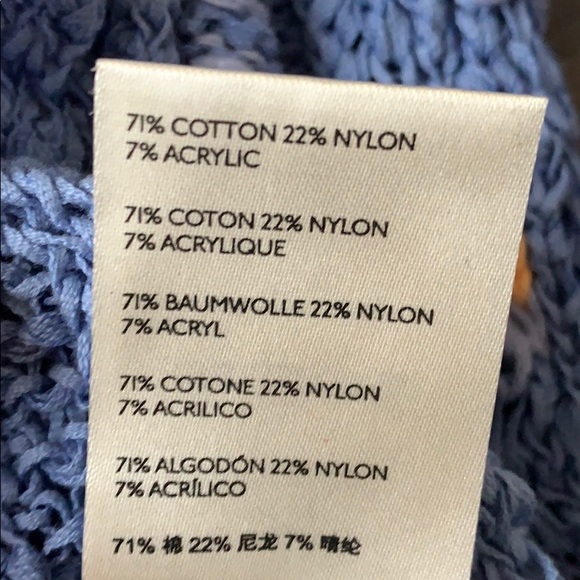 71% COTTON 22% NYLON
7% ACRYLIC
71% COTON 22% NYLON
7% ACRYLIQUE
71% BAUMWOLLE 22% NYLON
7% ACRYL
71% COTONE 22% NYLON
7% ACRILICO
71% ALGODÓN 22% NYLON
7% ACRÍLICO
71% 棉 22% 尼龙 7% 晴纶